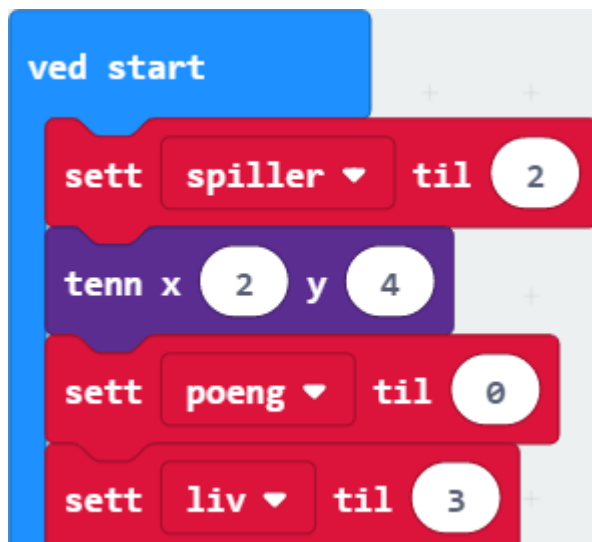 ved start
sett spiller til 2
tenn x 2 y 4
sett poeng til 0
sett liv til 3